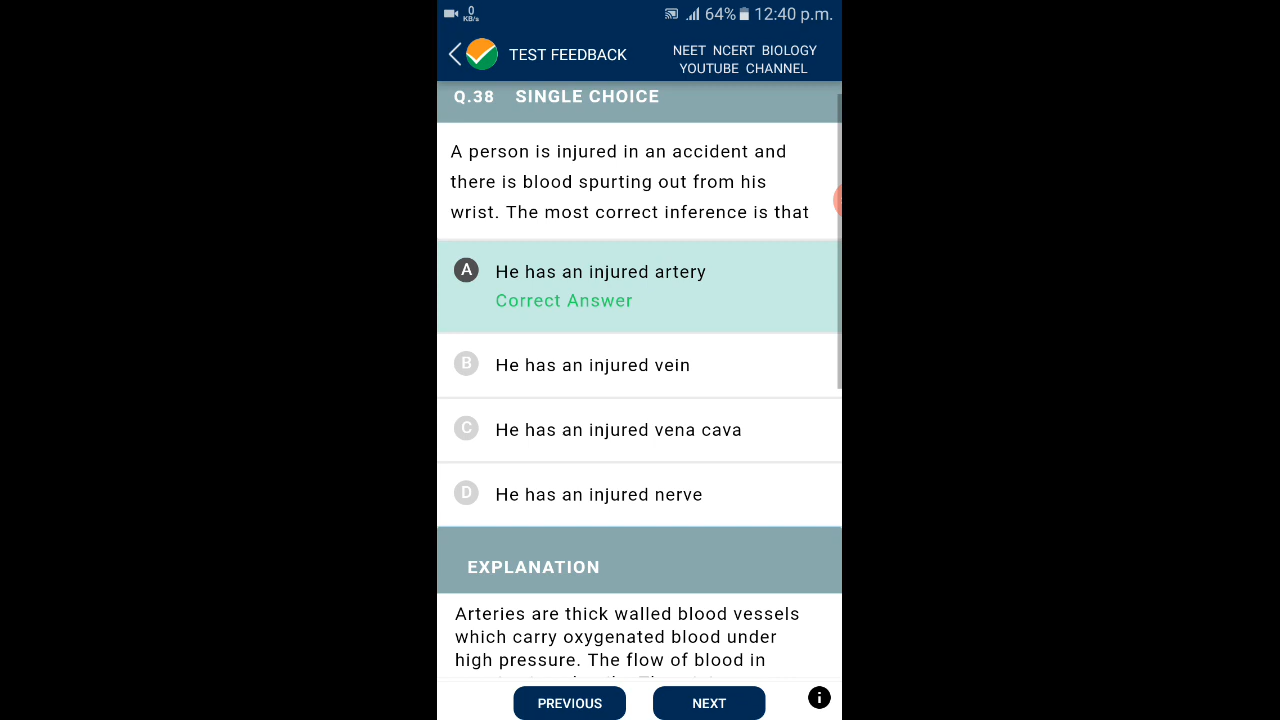 0
KB/s
64% 12:40 p.m.
TEST FEEDBACK
NEET NCERT BIOLOGY
YOUTUBE CHANNEL
Q.38 SINGLE CHOICE
A person is injured in an accident and
there is blood spurting out from his
wrist. The most correct inference is that
A He has an injured artery
Correct Answer
B He has an injured vein
C He has an injured vena cava
D He has an injured nerve
EXPLANATION
Arteries are thick walled blood vessels
which carry oxygenated blood under
high pressure. The flow of blood in
PREVIOUS NEXT i